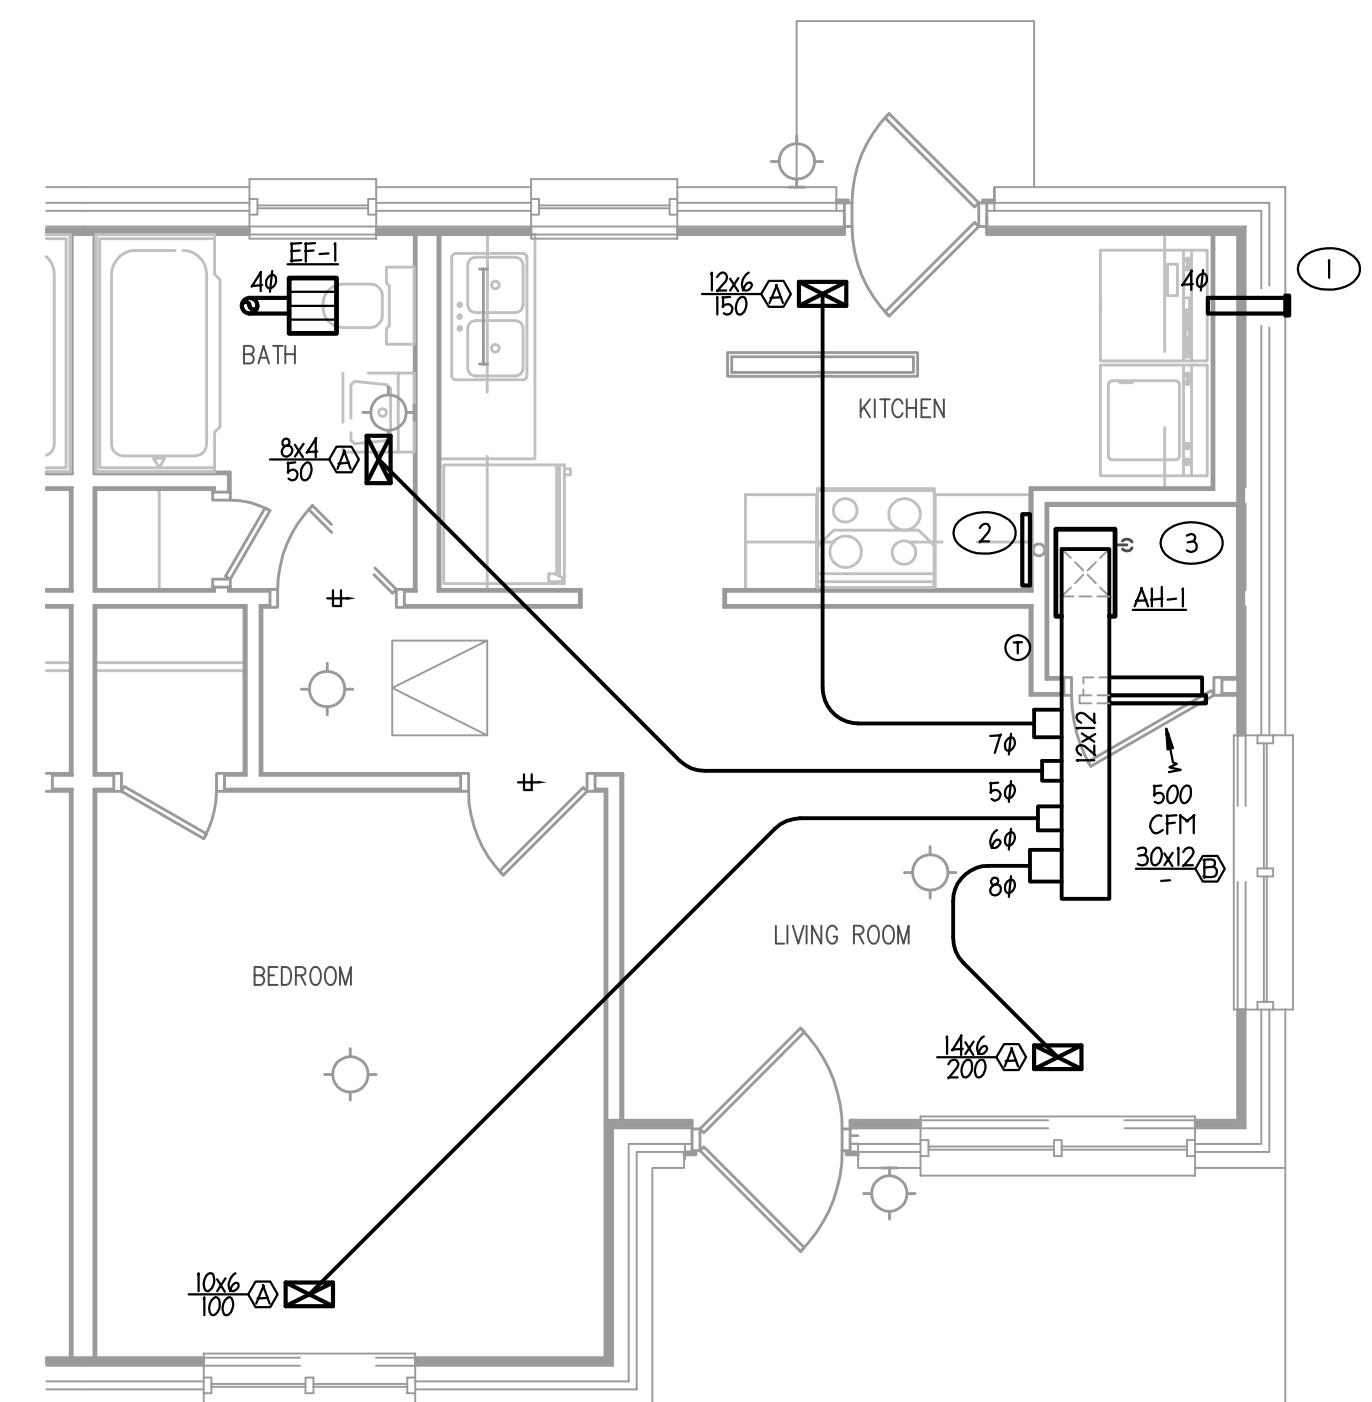 EF-1
4ϕ
BATH
12x6
150
A
4ϕ
1
KITCHEN
8x4
50
A
2
3
AH-1
T
12x12
7ϕ
5ϕ
6ϕ
8ϕ
500
CFM
30x12
-
B
LIVING ROOM
BEDROOM
14x6
200
A
10x6
100
A